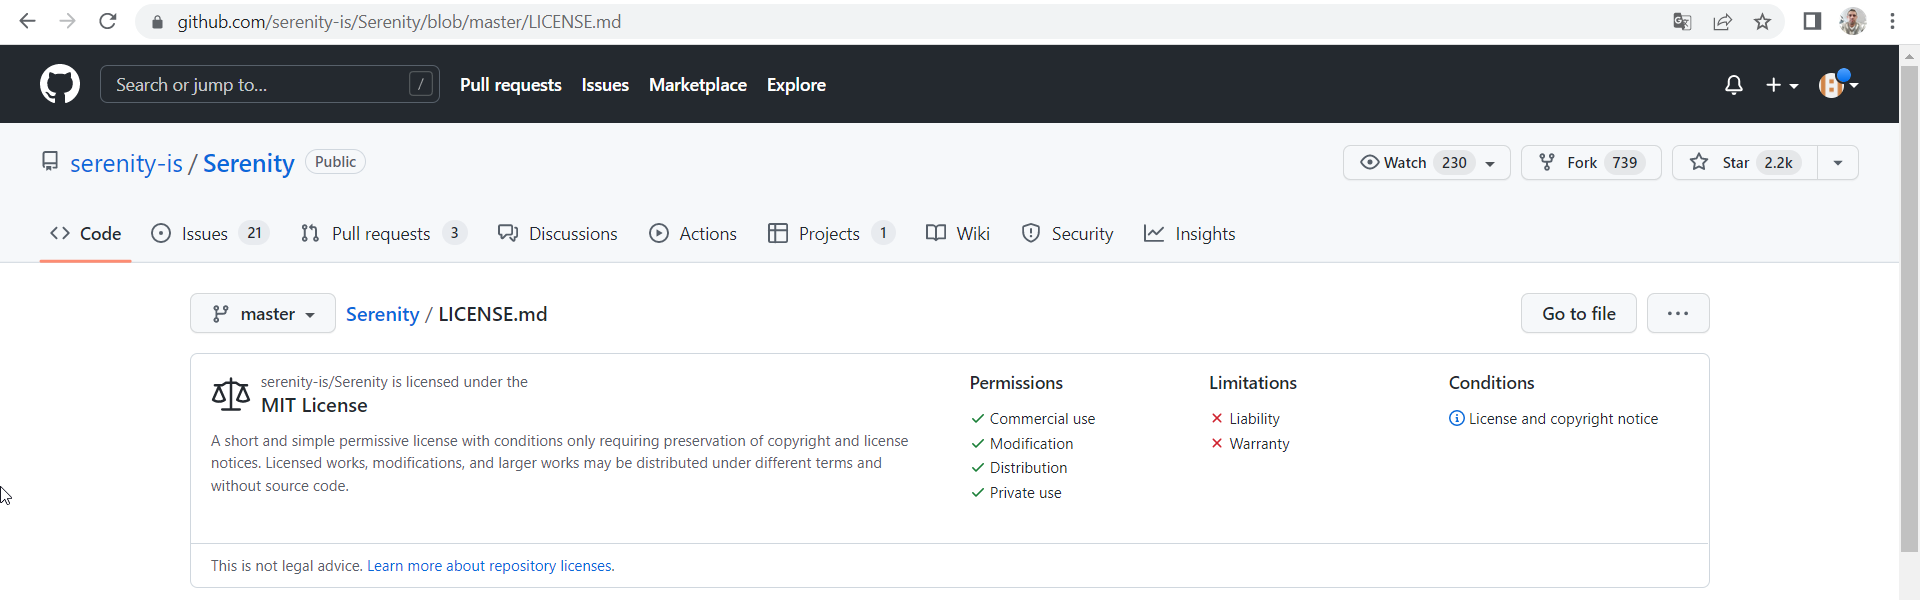 github.com/serenity-is/Serenity/blob/master/LICENSE.md
Search or jump to... / Pull requests Issues Marketplace Explore
serenity-is / Serenity Public Watch 230 Fork 739 Star 2.2k
Code Issues 21 Pull requests 3 Discussions Actions Projects 1 Wiki Security Insights
master Serenity / LICENSE.md Go to file ...
serenity-is/Serenity is licensed under the
MIT License
A short and simple permissive license with conditions only requiring preservation of copyright and license
notices. Licensed works, modifications, and larger works may be distributed under different terms and
without source code.
Permissions
Commercial use
Modification
Distribution
Private use
Limitations
Liability
Warranty
Conditions
License and copyright notice
This is not legal advice. Learn more about repository licenses.